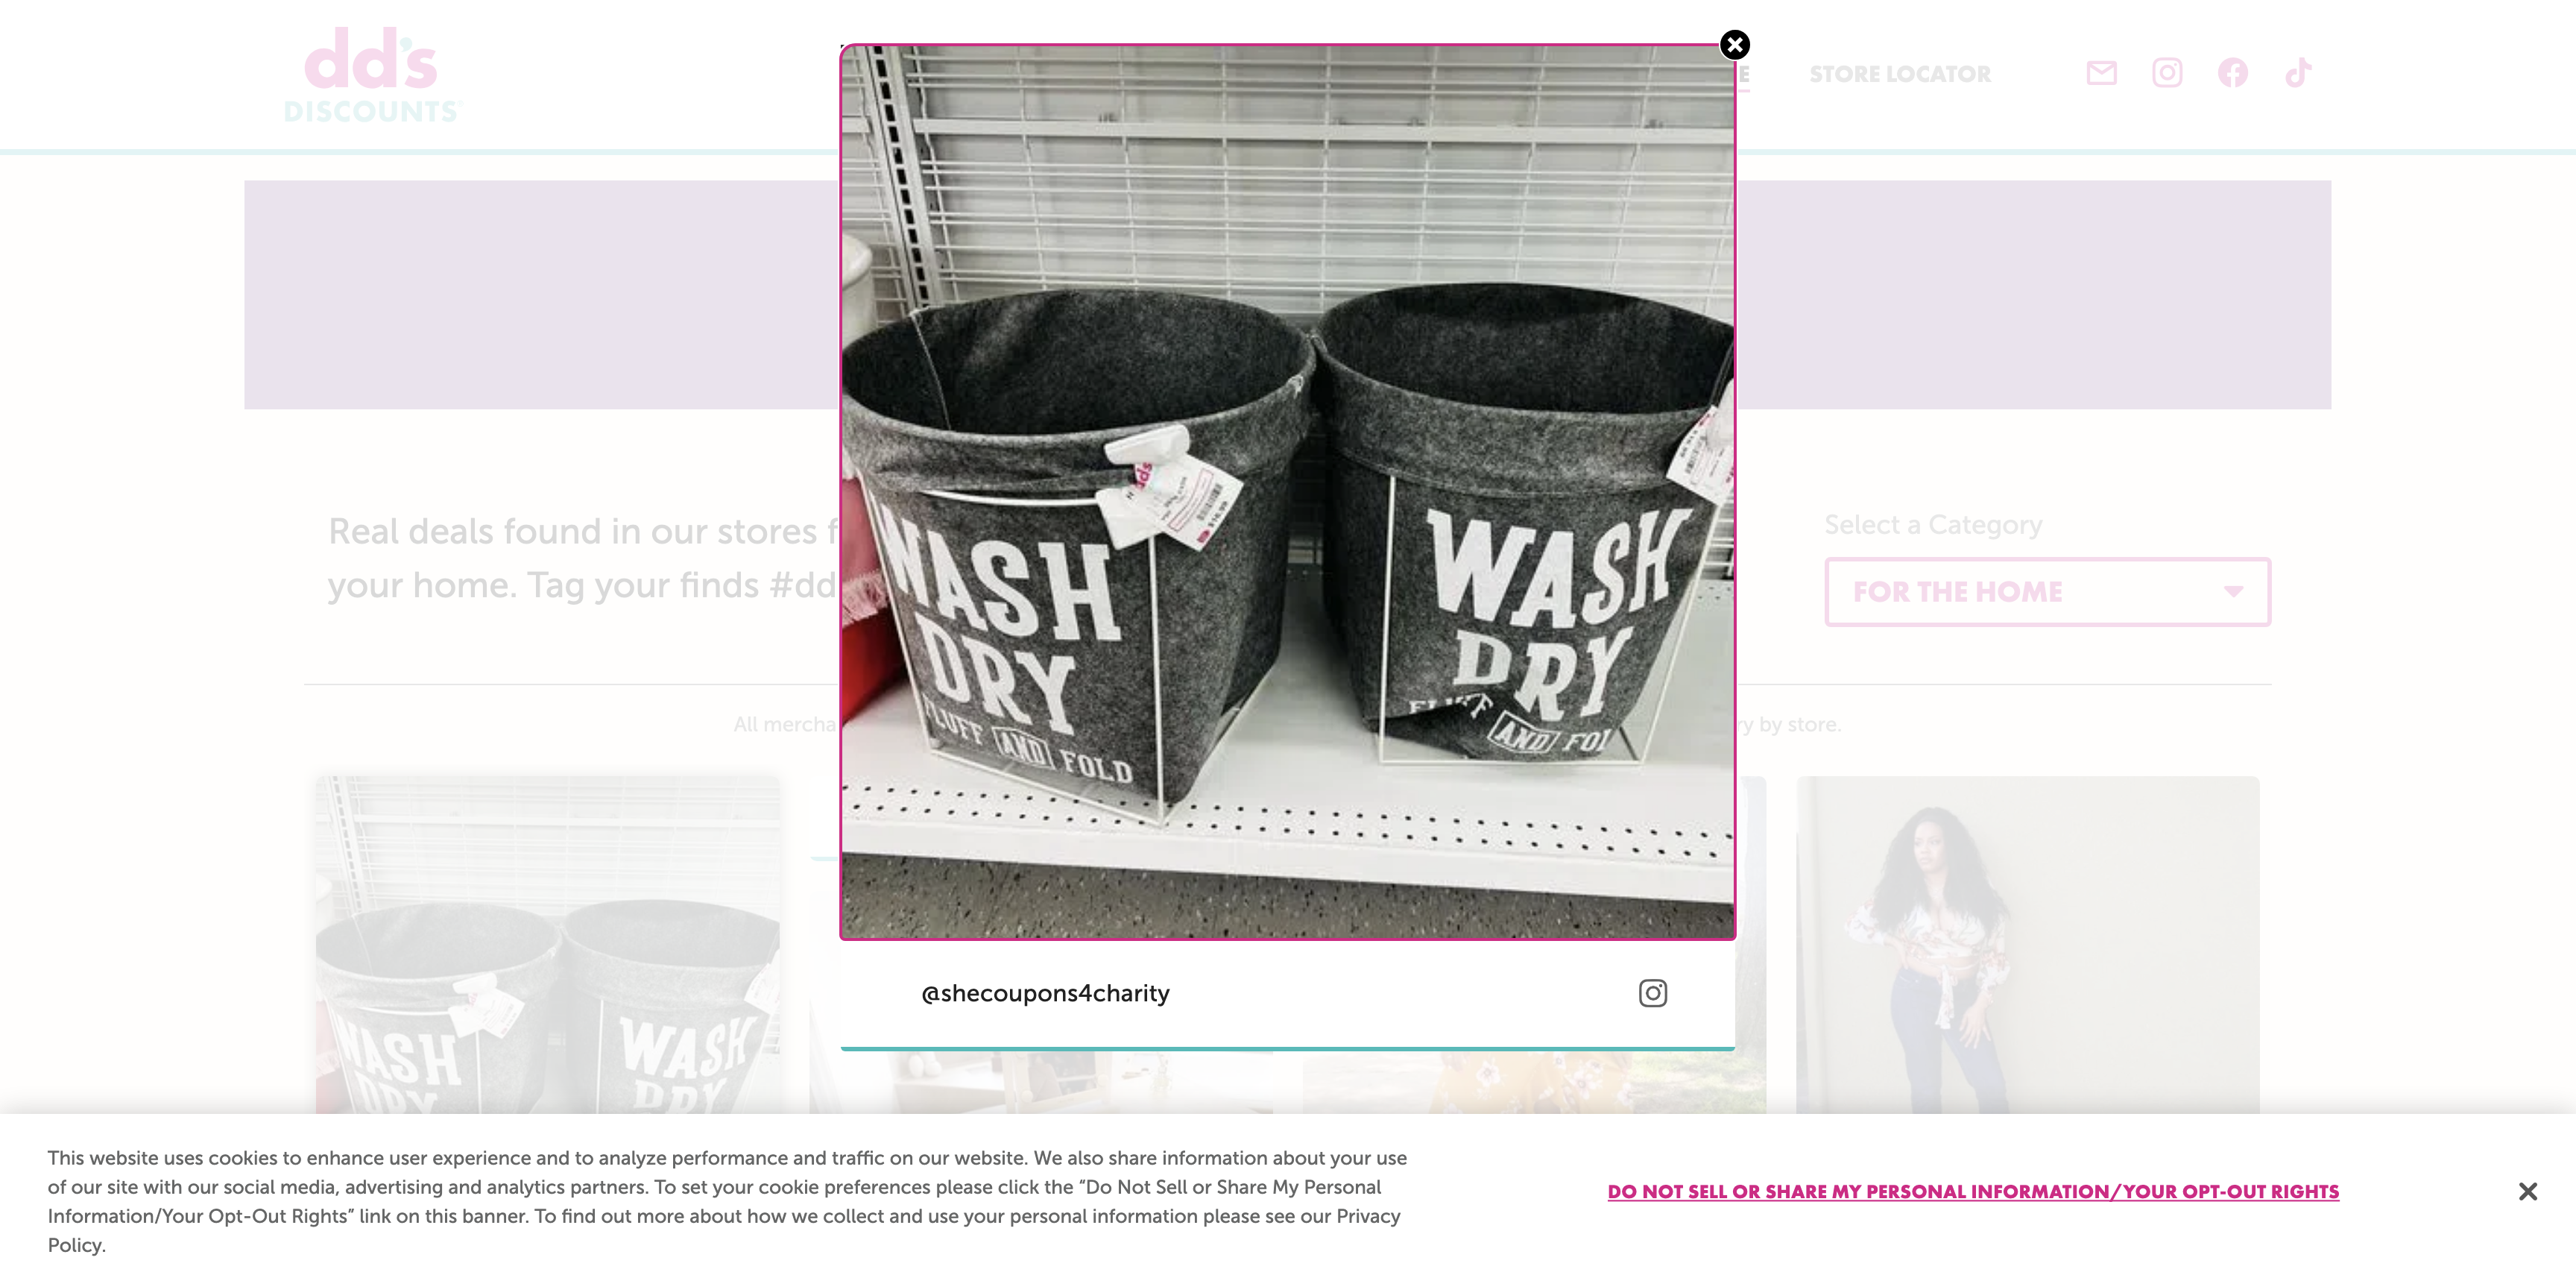 dd's
DISCOUNTS
STORE LOCATOR
Real deals found in our stores
your home. Tag your finds #dd
Select a Category
FOR THE HOME
All mercha
ry by store.
dds
WASH
DRY
FLUFF AND FOLD
WASH
DRY
FLUFF AND FOL
@shecoupons4charity
WASH
DRY
WASH
DRY
This website uses cookies to enhance user experience and to analyze performance and traffic on our website. We also share information about your use
of our site with our social media, advertising and analytics partners. To set your cookie preferences please click the “Do Not Sell or Share My Personal
Information/Your Opt-Out Rights” link on this banner. To find out more about how we collect and use your personal information please see our Privacy
Policy.
DO NOT SELL OR SHARE MY PERSONAL INFORMATION/YOUR OPT-OUT RIGHTS